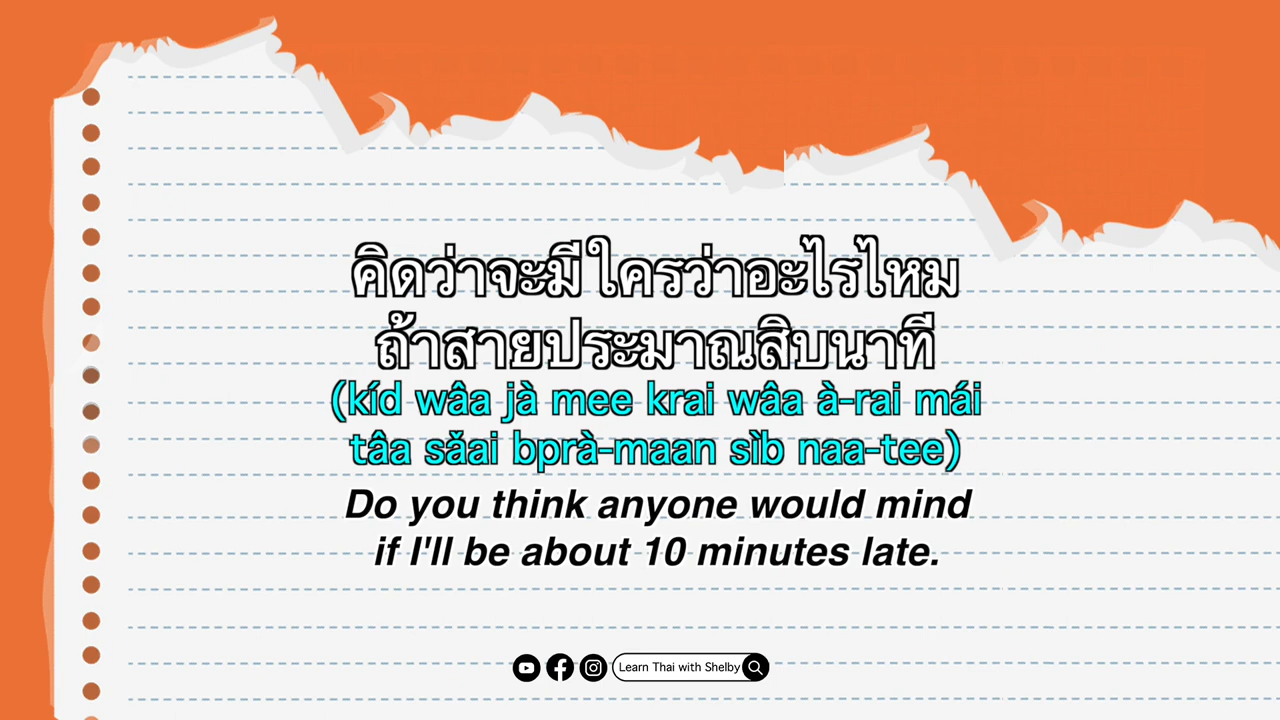 คิดว่าจะมีใครว่าอะไรไหม
ถ้าสายประมาณสิบนาที
(kíd wâa jà mee krai wâa à-rai mái
tâa sǎai bprà-maan sìb naa-tee)
Do you think anyone would mind
if I'll be about 10 minutes late.
Learn Thai with Shelby